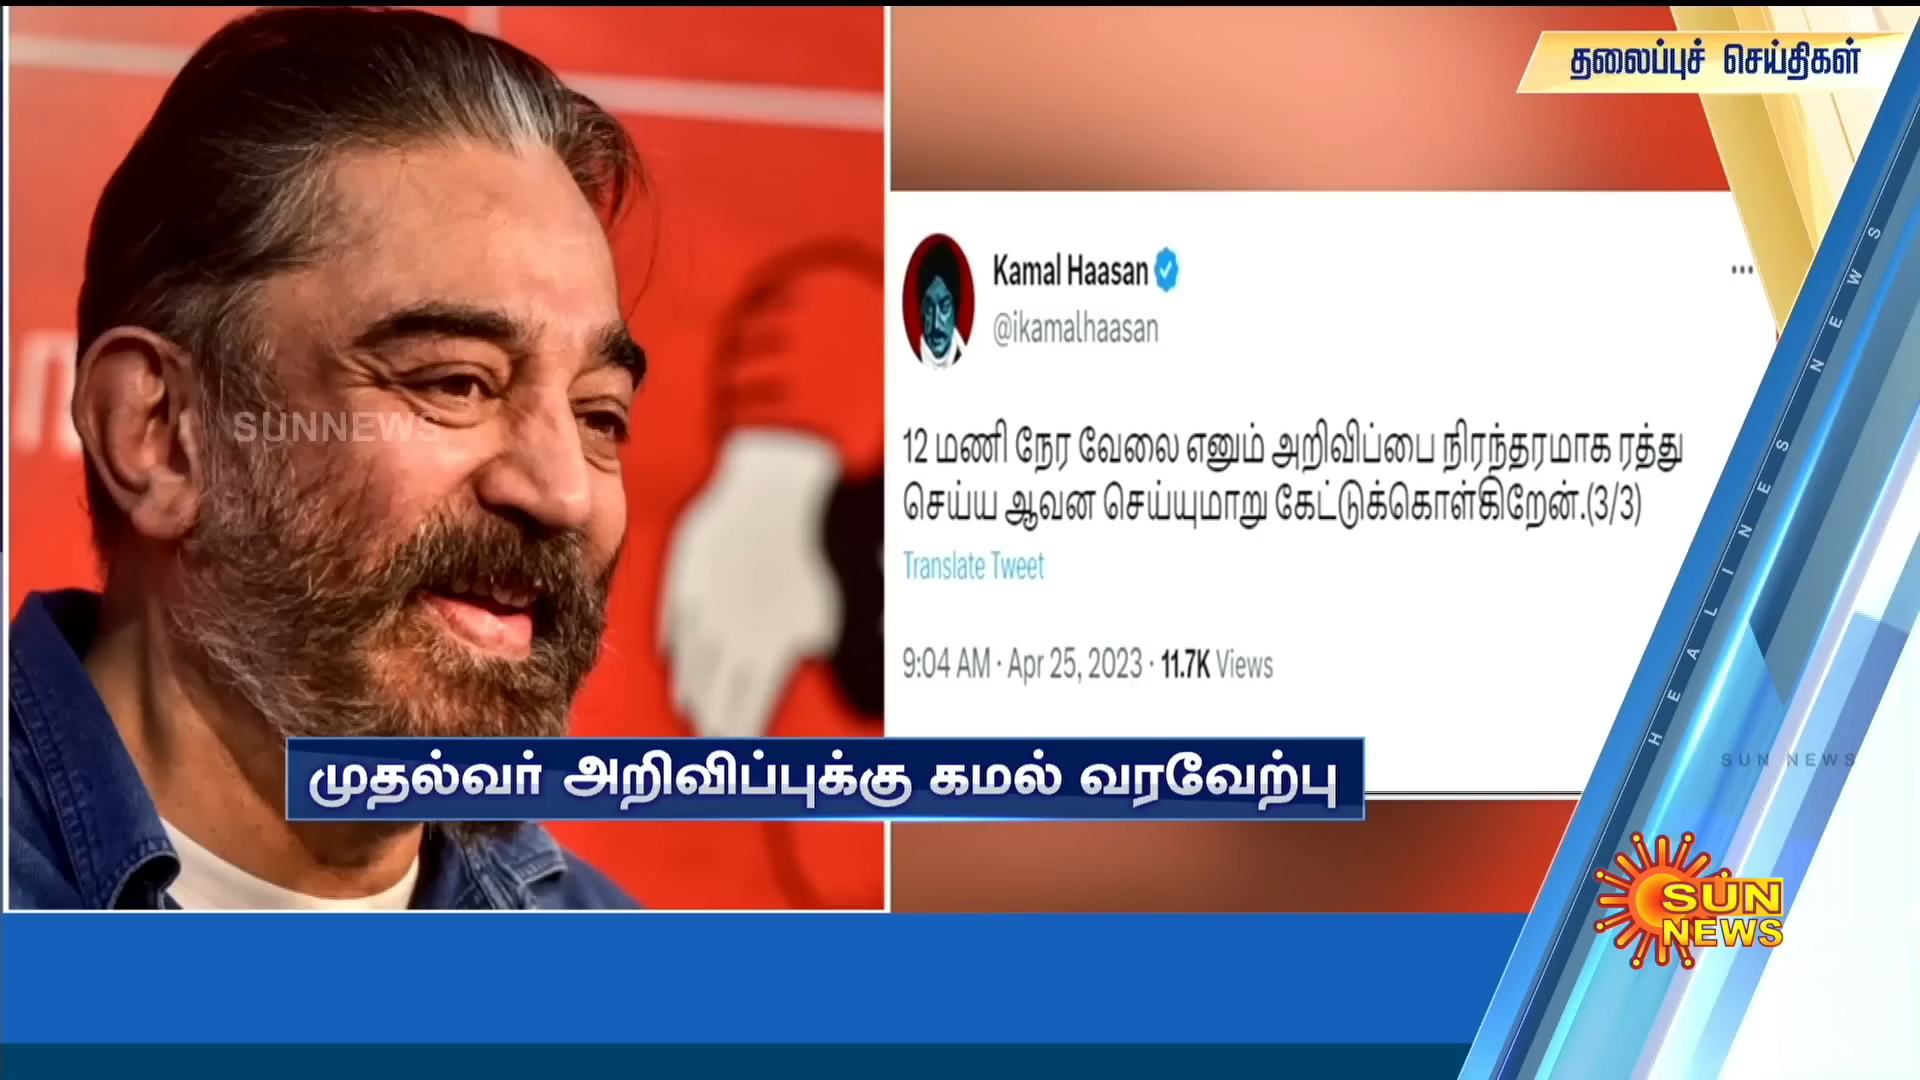 தலைப்புச் செய்திகள்
Kamal Haasan
@ikamalhaasan
12 மணி நேர வேலை எனும் அறிவிப்பை நிரந்தரமாக ரத்து
செய்ய ஆவன செய்யுமாறு கேட்டுக்கொள்கிறேன்.(3/3)
Translate Tweet
9:04 AM · Apr 25, 2023 · 11.7K Views
முதல்வர் அறிவிப்புக்கு கமல் வரவேற்பு
SUNNEWS
HEALINES NEWS
SUN NEWS
SUN
NEWS